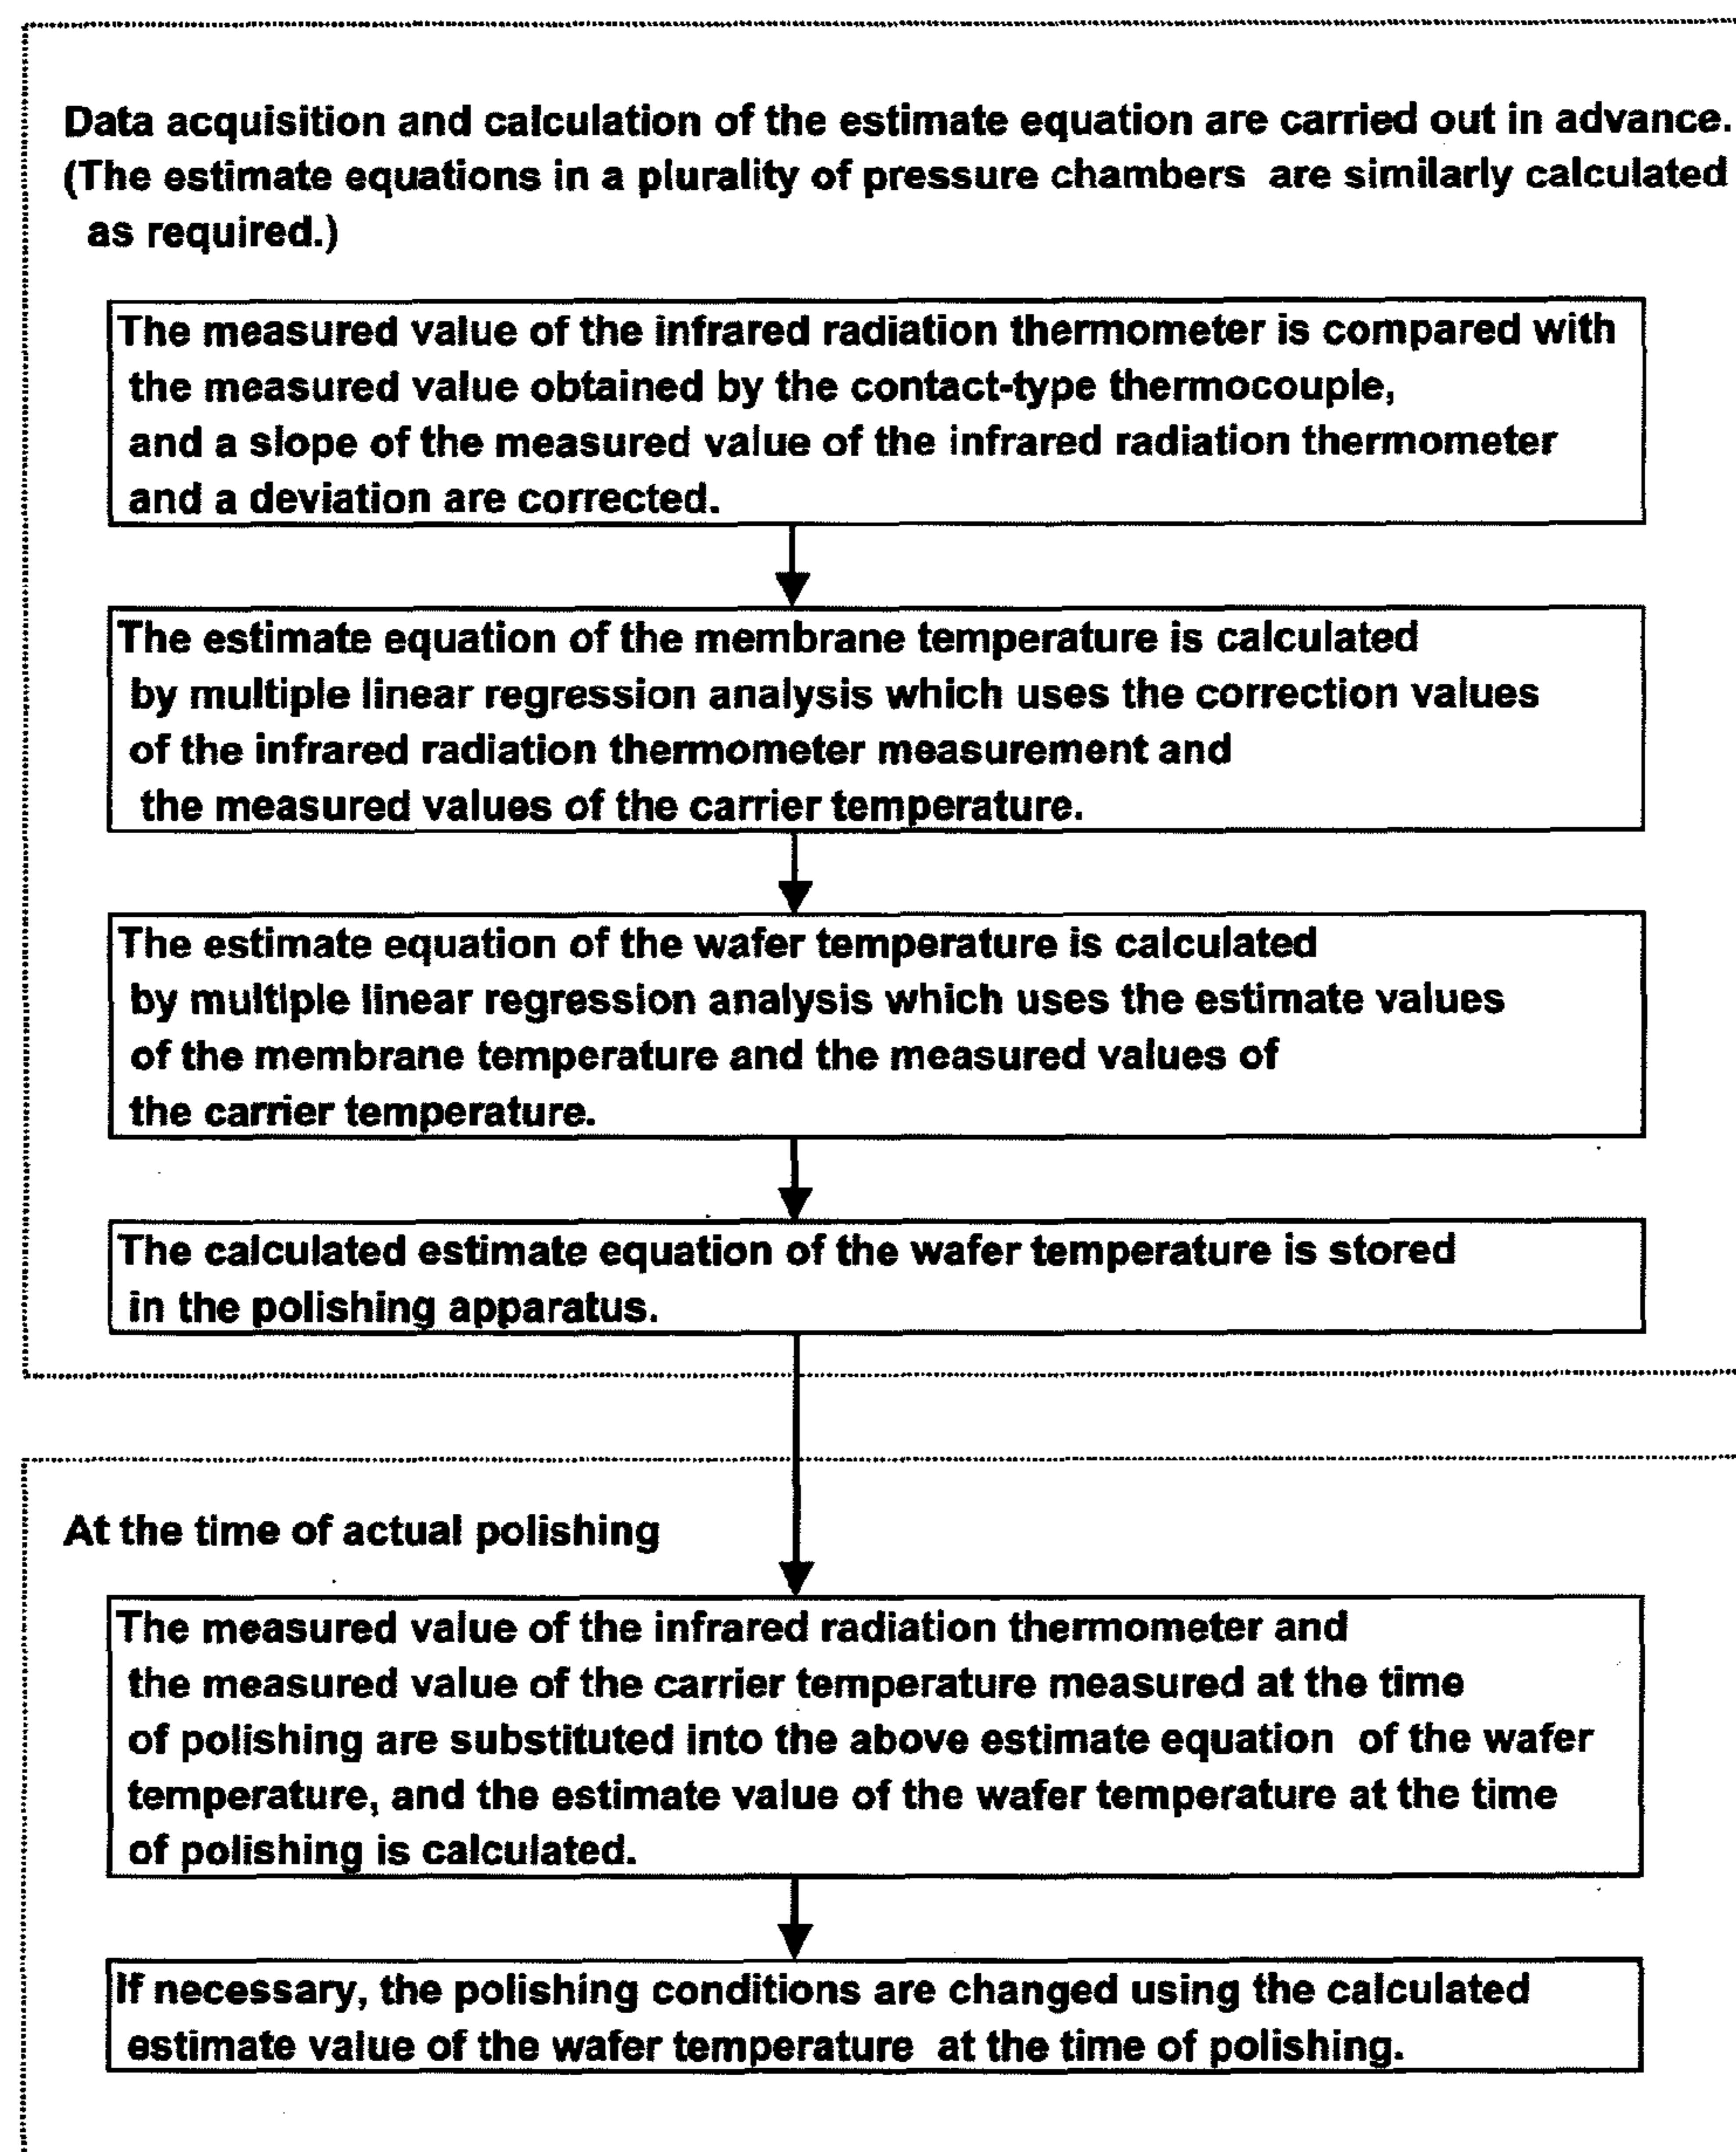 Data acquisition and calculation of the estimate equation are carried out in advance.
(The estimate equations in a plurality of pressure chambers are similarly calculated
as required.)
The measured value of the infrared radiation thermometer is compared with
the measured value obtained by the contact-type thermocouple,
and a slope of the measured value of the infrared radiation thermometer
and a deviation are corrected.
The estimate equation of the membrane temperature is calculated
by multiple linear regression analysis which uses the correction values
of the infrared radiation thermometer measurement and
the measured values of the carrier temperature.
The estimate equation of the wafer temperature is calculated
by multiple linear regression analysis which uses the estimate values
of the membrane temperature and the measured values of
the carrier temperature.
The calculated estimate equation of the wafer temperature is stored
in the polishing apparatus.
At the time of actual polishing
The measured value of the infrared radiation thermometer and
the measured value of the carrier temperature measured at the time
of polishing are substituted into the above estimate equation of the wafer
temperature, and the estimate value of the wafer temperature at the time
of polishing is calculated.
If necessary, the polishing conditions are changed using the calculated
estimate value of the wafer temperature at the time of polishing.